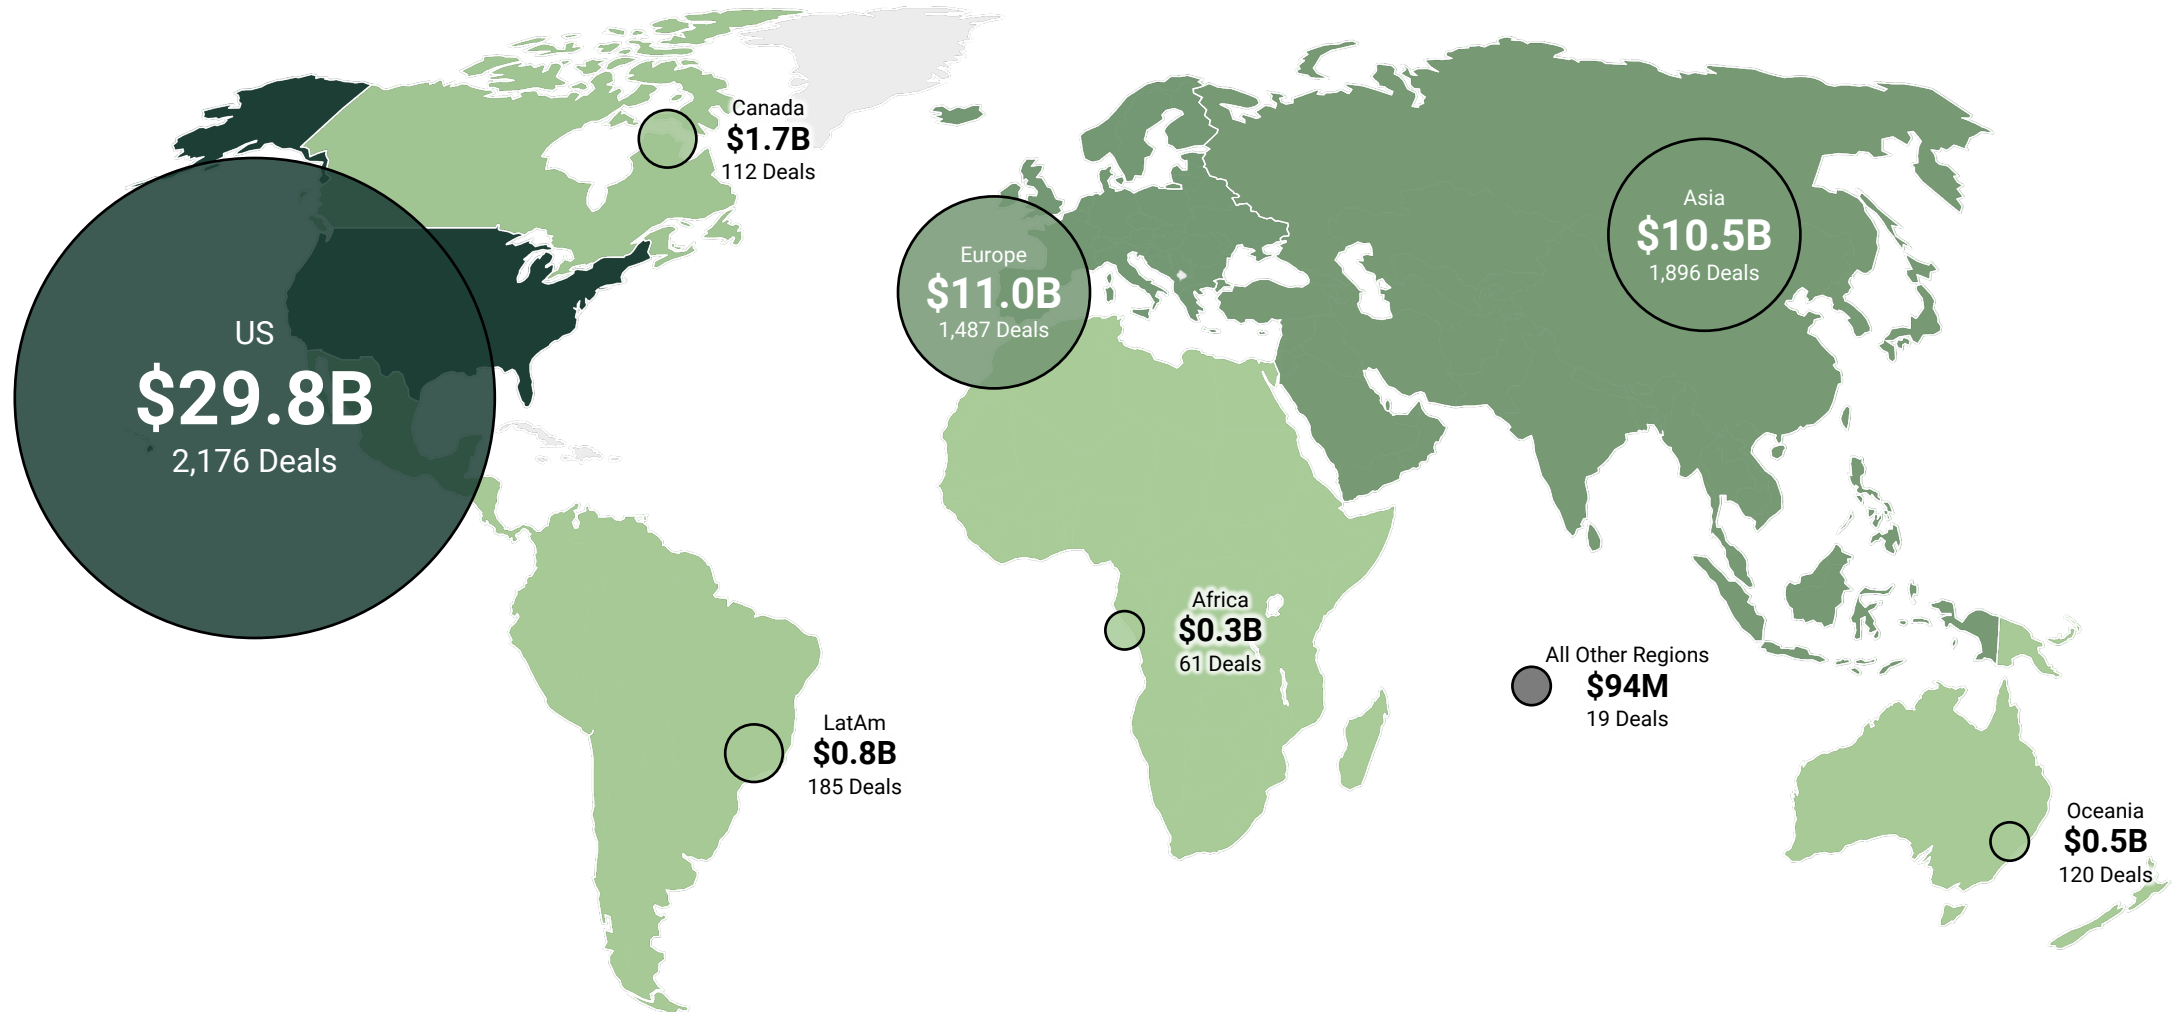 Canada
$1.7B
112 Deals
US
$29.8B
2,176 Deals
Europe
$11.0B
1,487 Deals
Asia
$10.5B
1,896 Deals
Africa
$0.3B
61 Deals
All Other Regions
$94M
19 Deals
LatAm
$0.8B
185 Deals
Oceania
$0.5B
120 Deals